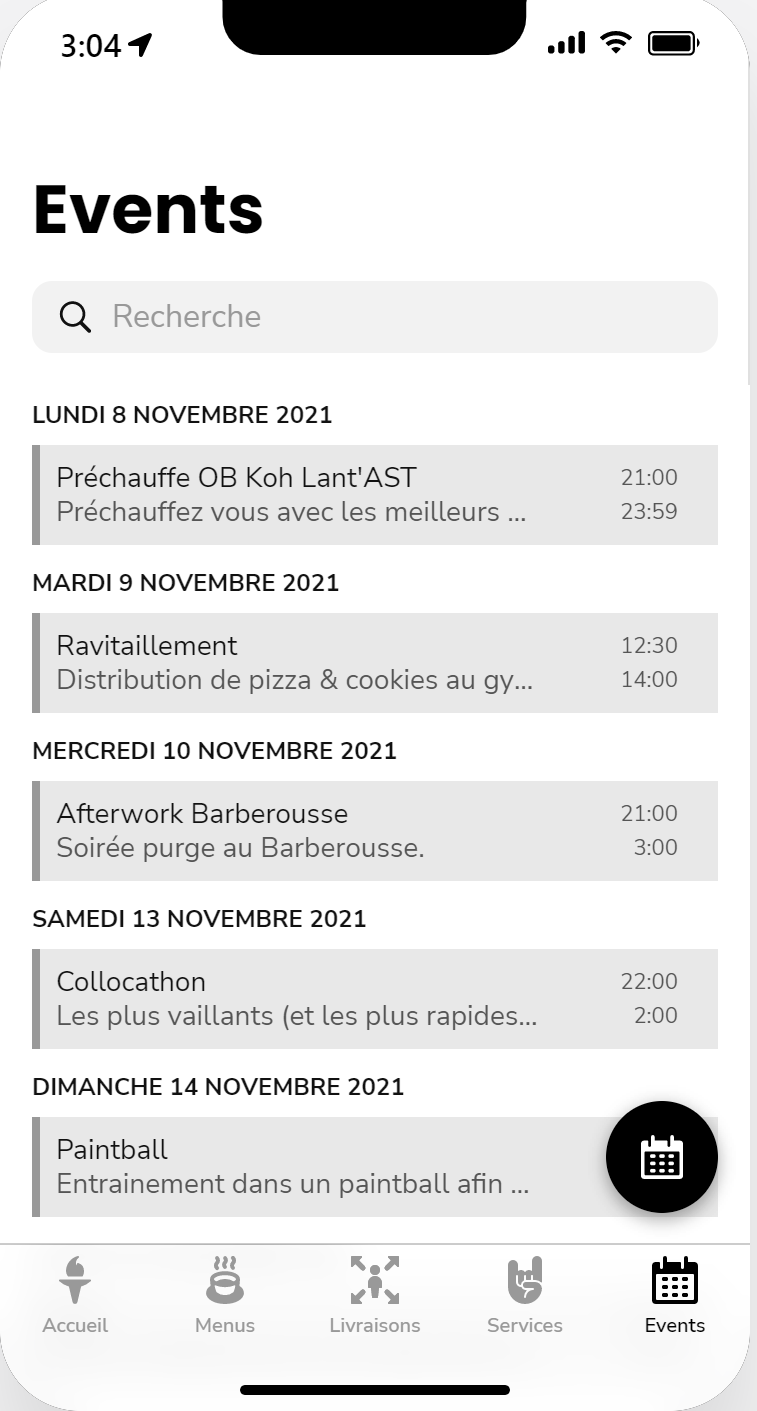 3:04
Events
Recherche
LUNDI 8 NOVEMBRE 2021
Préchauffe OB Koh Lant'AST 21:00
Préchauffez vous avec les meilleurs ... 23:59
MARDI 9 NOVEMBRE 2021
Ravitaillement 12:30
Distribution de pizza & cookies au gy... 14:00
MERCREDI 10 NOVEMBRE 2021
Afterwork Barberousse 21:00
Soirée purge au Barberousse. 3:00
SAMEDI 13 NOVEMBRE 2021
Collocathon 22:00
Les plus vaillants (et les plus rapides... 2:00
DIMANCHE 14 NOVEMBRE 2021
Paintball
Entrainement dans un paintball afin ...
Accueil Menus Livraisons Services Events